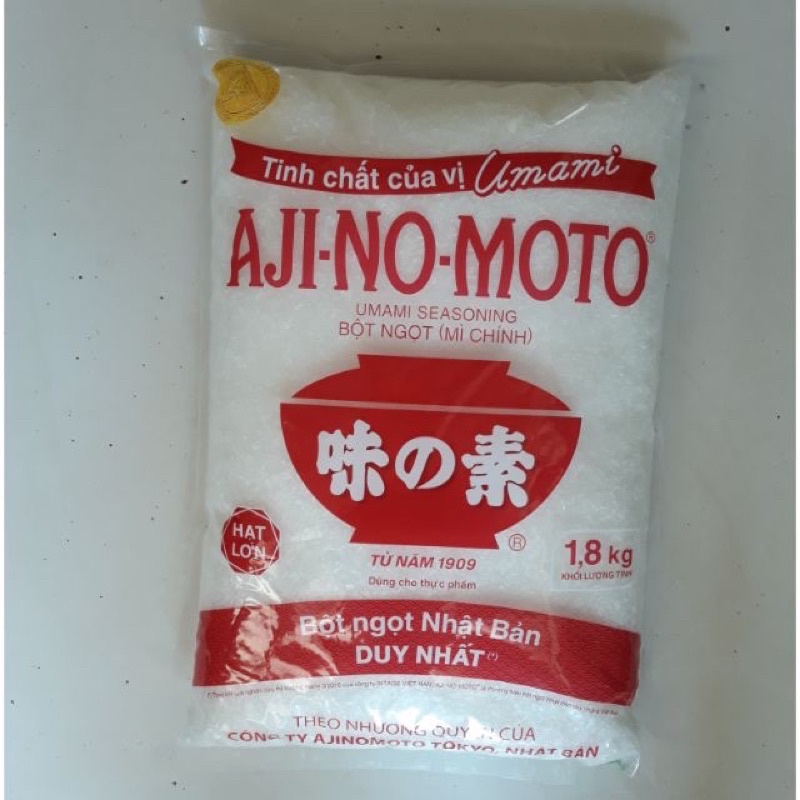 Tinh chất của vị Umami
AJI-NO-MOTO®
UMAMI SEASONING
BỘT NGỌT (MÌ CHÍNH)
味の素
®
HẠT
LỚN
TỪ NĂM 1909
Dùng cho thực phẩm
1,8 kg
KHỐI LƯỢNG TỊNH
Bột ngọt Nhật Bản
DUY NHẤT(*)
THEO NHƯỢNG QUYỀN CỦA
CÔNG TY AJINOMOTO TOKYO, NHẬT BẢN